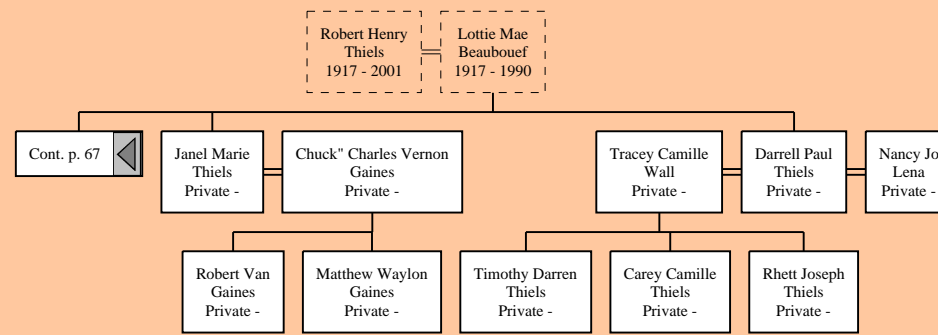 Robert Henry
Thiels
1917 - 2001
Lottie Mae
Beaubouef
1917 - 1990
Cont. p. 67
Janel Marie
Thiels
Private -
Chuck" Charles Vernon
Gaines
Private -
Tracey Camille
Wall
Private -
Darrell Paul
Thiels
Private -
Nancy Jo
Lena
Private -
Robert Van
Gaines
Private -
Matthew Waylon
Gaines
Private -
Timothy Darren
Thiels
Private -
Carey Camille
Thiels
Private -
Rhett Joseph
Thiels
Private -